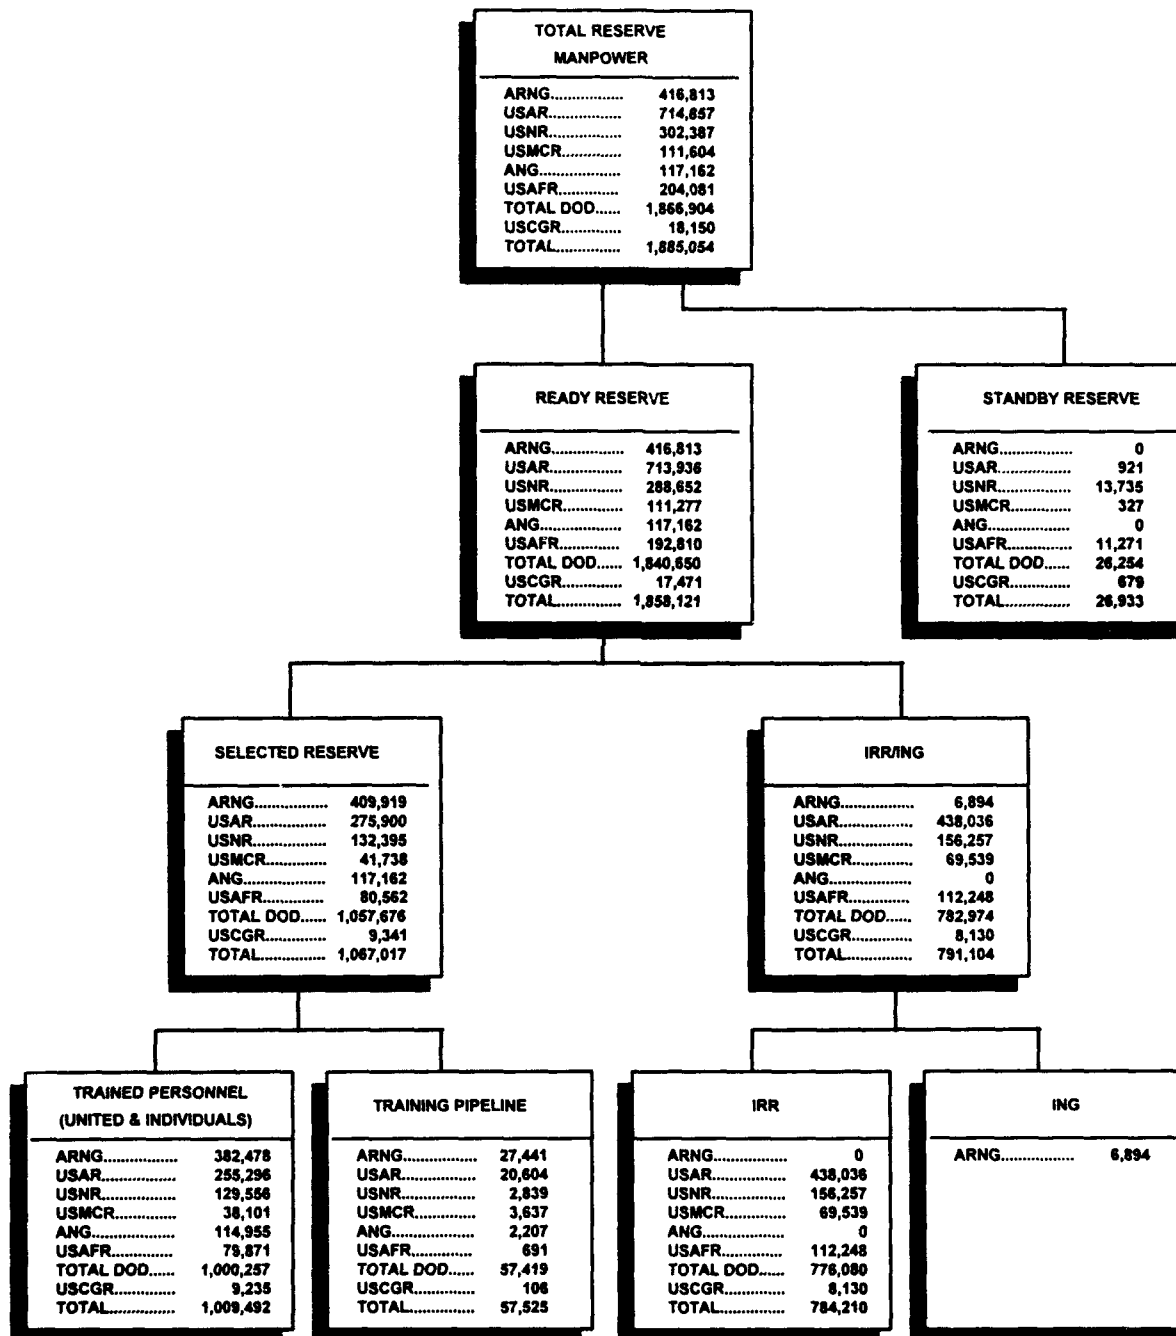 TOTAL RESERVE
MANPOWER
ARNG................ 416,813
USAR................ 714,857
USNR................ 302,387
USMCR.............. 111,604
ANG................... 117,162
USAFR.............. 204,081
TOTAL DOD...... 1,866,904
USCGR.............. 18,150
TOTAL............... 1,885,054
READY RESERVE
ARNG................ 416,813
USAR................ 713,936
USNR................ 288,652
USMCR.............. 111,277
ANG................... 117,162
USAFR.............. 192,810
TOTAL DOD...... 1,840,650
USCGR.............. 17,471
TOTAL............... 1,858,121
STANDBY RESERVE
ARNG................ 0
USAR................ 921
USNR................ 13,735
USMCR.............. 327
ANG................... 0
USAFR.............. 11,271
TOTAL DOD...... 26,254
USCGR.............. 679
TOTAL............... 26,933
SELECTED RESERVE
ARNG................ 409,919
USAR................ 275,900
USNR................ 132,395
USMCR.............. 41,738
ANG................... 117,162
USAFR.............. 80,562
TOTAL DOD...... 1,057,676
USCGR.............. 9,341
TOTAL............... 1,067,017
IRR/ING
ARNG................ 6,894
USAR................ 438,036
USNR................ 156,257
USMCR.............. 69,539
ANG................... 0
USAFR.............. 112,248
TOTAL DOD...... 782,974
USCGR.............. 8,130
TOTAL............... 791,104
TRAINED PERSONNEL
(UNITED & INDIVIDUALS)
ARNG................ 382,478
USAR................ 255,296
USNR................ 129,556
USMCR.............. 38,101
ANG................... 114,955
USAFR.............. 79,871
TOTAL DOD...... 1,000,257
USCGR.............. 9,235
TOTAL............... 1,009,492
TRAINING PIPELINE
ARNG................ 27,441
USAR................ 20,604
USNR................ 2,839
USMCR.............. 3,637
ANG................... 2,207
USAFR.............. 691
TOTAL DOD...... 57,419
USCGR.............. 106
TOTAL............... 57,525
IRR
ARNG................ 0
USAR................ 438,036
USNR................ 156,257
USMCR.............. 69,539
ANG................... 0
USAFR.............. 112,248
TOTAL DOD...... 776,080
USCGR.............. 8,130
TOTAL............... 784,210
ING
ARNG................ 6,894